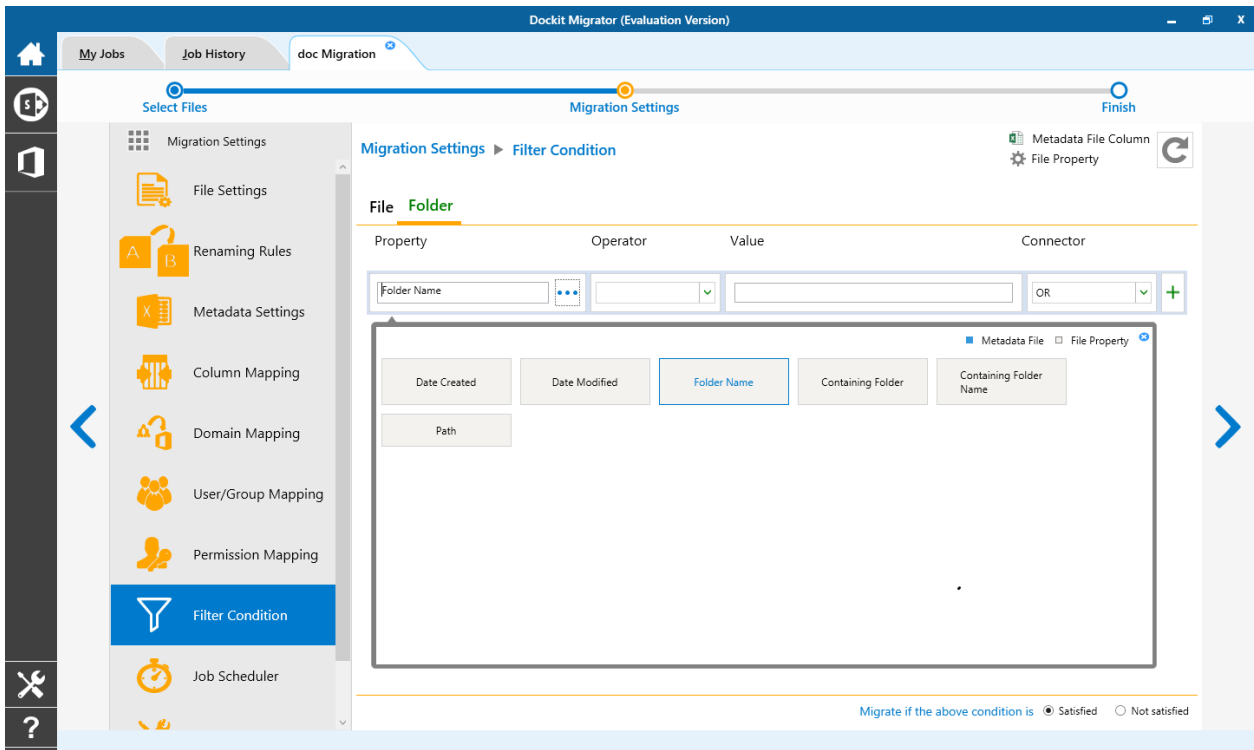 Dockit Migrator (Evaluation Version)
My Jobs
Job History
doc Migration
Select Files
Migration Settings
Finish
Migration Settings
File Settings
A
B
Renaming Rules
X
Metadata Settings
Column Mapping
Domain Mapping
User/Group Mapping
Permission Mapping
Filter Condition
Job Scheduler
S
?
Migration Settings ▶ Filter Condition
Metadata File Column
File Property
File Folder
Property Operator Value Connector
Folder Name
OR
Metadata File File Property
Date Created
Date Modified
Folder Name
Containing Folder
Containing Folder
Name
Path
Migrate if the above condition is Satisfied Not satisfied